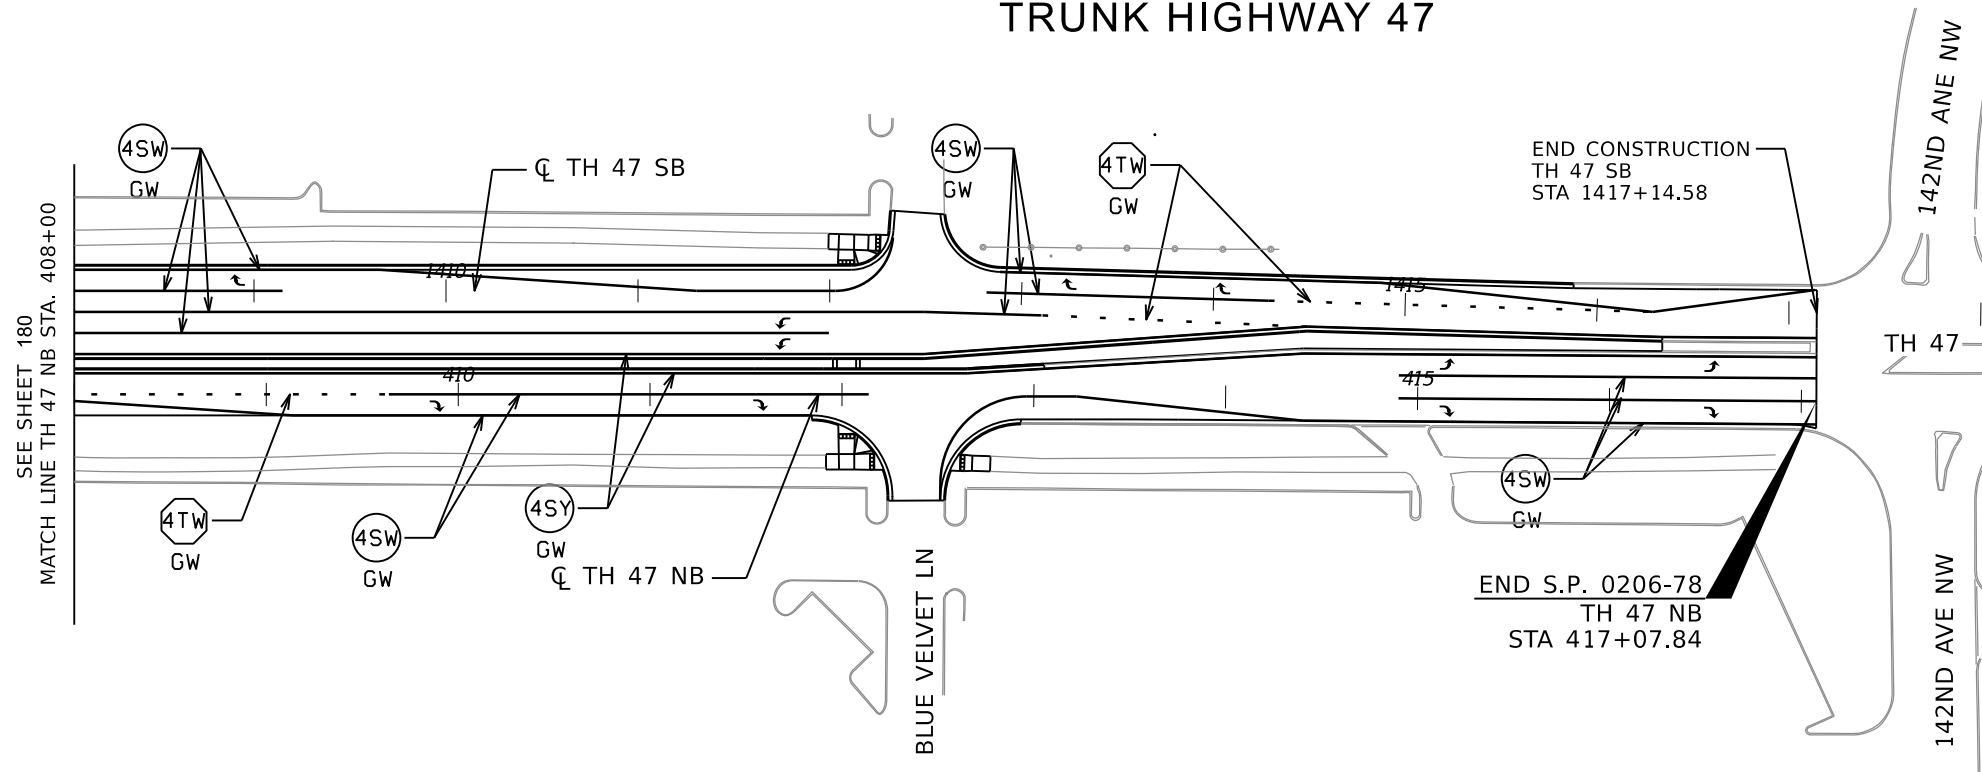 TRUNK HIGHWAY 47
4SW
GW
℄ TH 47 SB
4SW
GW
4TW
GW
END CONSTRUCTION
TH 47 SB
STA 1417+14.58
142ND ANE NW
1410
1415
SEE SHEET 180
MATCH LINE TH 47 NB STA. 408+00
TH 47
410
415
4TW
GW
4SW
GW
4SY
GW
℄ TH 47 NB
4SW
GW
BLUE VELVET LN
END S.P. 0206-78
TH 47 NB
STA 417+07.84
142ND AVE NW